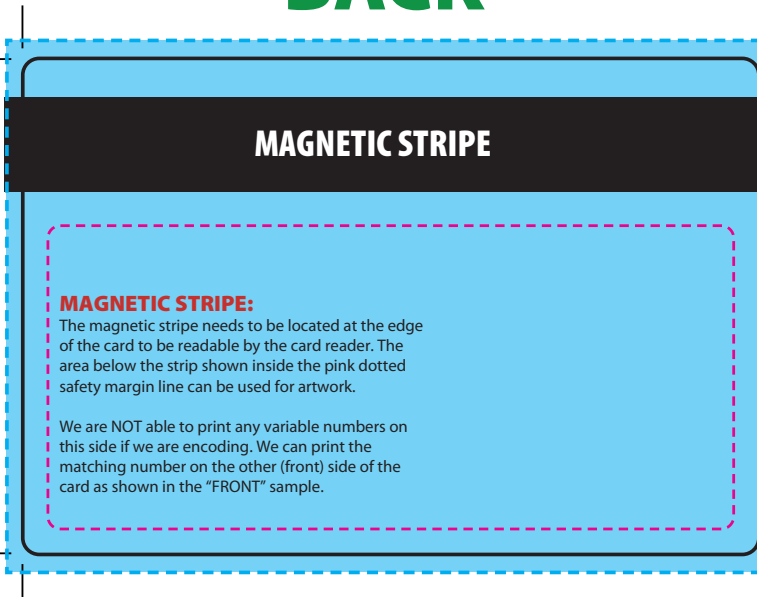 BACK
MAGNETIC STRIPE
MAGNETIC STRIPE:
The magnetic stripe needs to be located at the edge
of the card to be readable by the card reader. The
area below the strip shown inside the pink dotted
safety margin line can be used for artwork.
We are NOT able to print any variable numbers on
this side if we are encoding. We can print the
matching number on the other (front) side of the
card as shown in the “FRONT” sample.